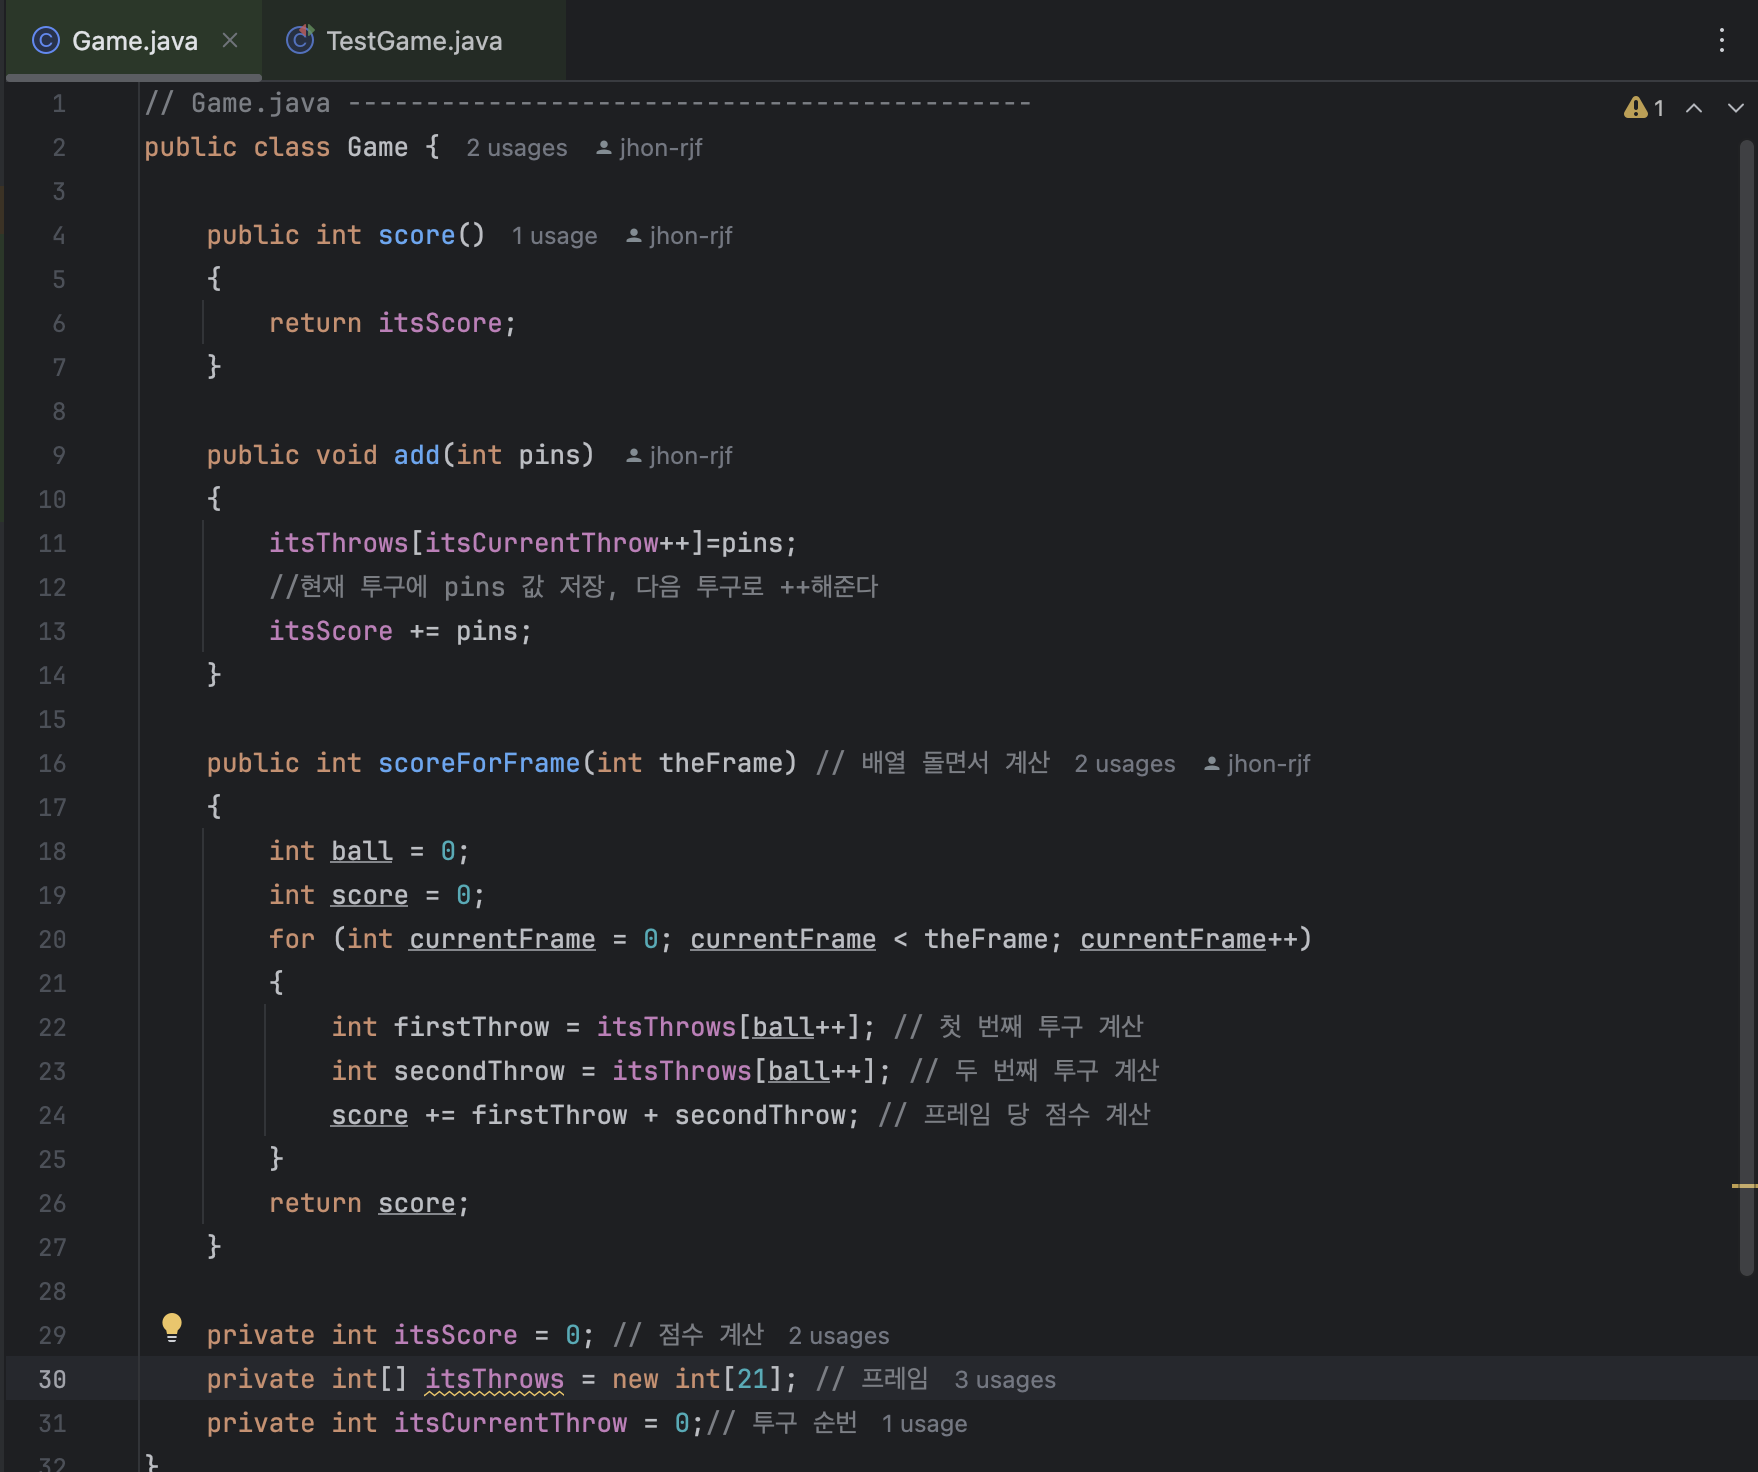 Game.java TestGame.java
1 // Game.java --------------------------------------------
1
2 public class Game { 2 usages jhon-rjf
3
4 public int score() 1 usage jhon-rjf
5 {
6 return itsScore;
7 }
8
9 public void add(int pins) jhon-rjf
10 {
11 itsThrows[itsCurrentThrow++]=pins;
12 //현재 투구에 pins 값 저장, 다음 투구로 ++해준다
13 itsScore += pins;
14 }
15
16 public int scoreForFrame(int theFrame) // 배열 돌면서 계산 2 usages jhon-rjf
17 {
18 int ball = 0;
19 int score = 0;
20 for (int currentFrame = 0; currentFrame < theFrame; currentFrame++)
21 {
22 int firstThrow = itsThrows[ball++]; // 첫 번째 투구 계산
23 int secondThrow = itsThrows[ball++]; // 두 번째 투구 계산
24 score += firstThrow + secondThrow; // 프레임 당 점수 계산
25 }
26 return score;
27 }
28
29 private int itsScore = 0; // 점수 계산 2 usages
30 private int[] itsThrows = new int[21]; // 프레임 3 usages
31 private int itsCurrentThrow = 0;// 투구 순번 1 usage
32 }